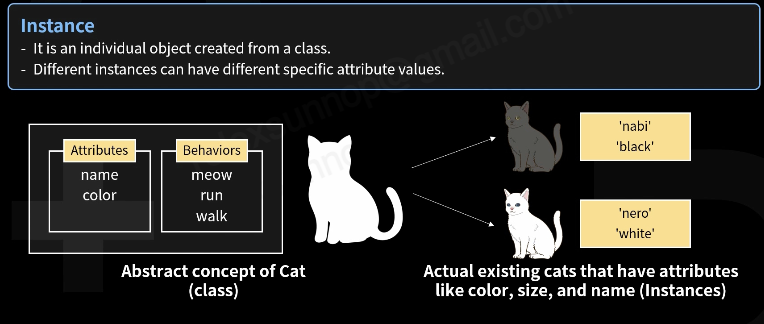 Instance
- It is an individual object created from a class.
- Different instances can have different specific attribute values.
Attributes
name
color
Behaviors
meow
run
walk
'nabi'
'black'
'nero'
'white'
Abstract concept of Cat
(class)
Actual existing cats that have attributes
like color, size, and name (Instances)